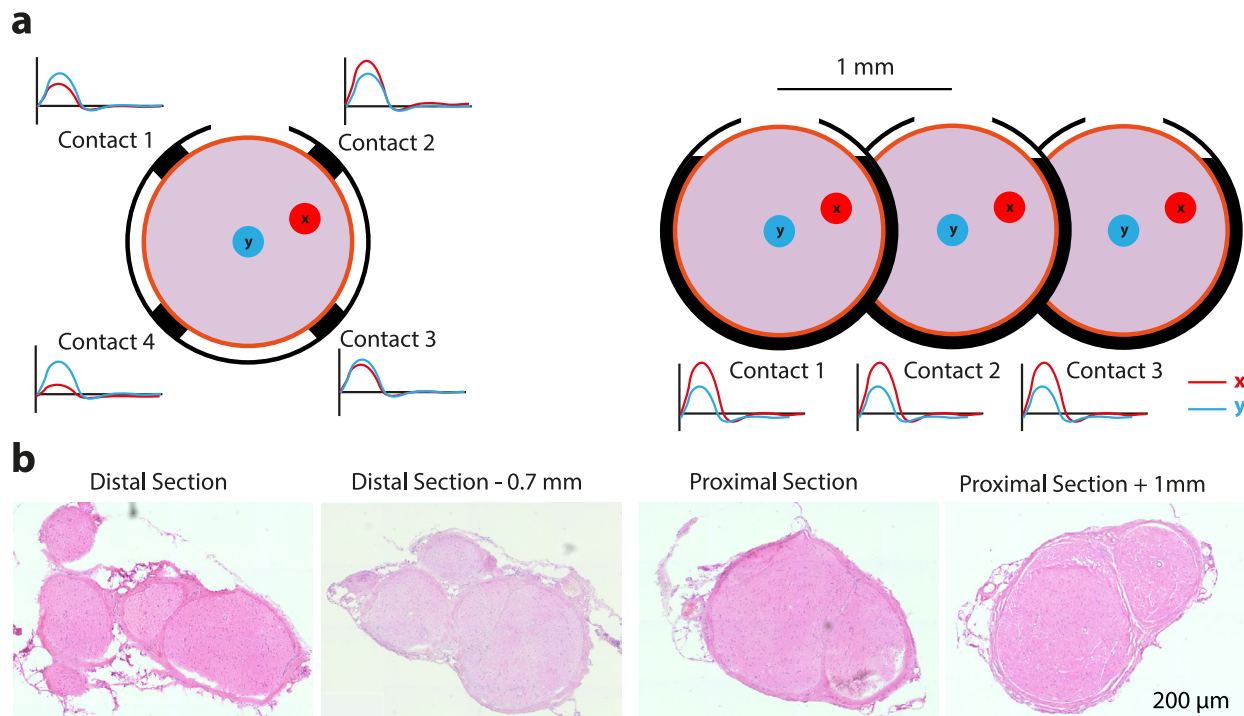 a
Contact 1
Contact 2
y
x
Contact 4
Contact 3
1 mm
y
x
y
x
y
x
Contact 1
Contact 2
Contact 3
x
y
b
Distal Section
Distal Section - 0.7 mm
Proximal Section
Proximal Section + 1mm
200 µm